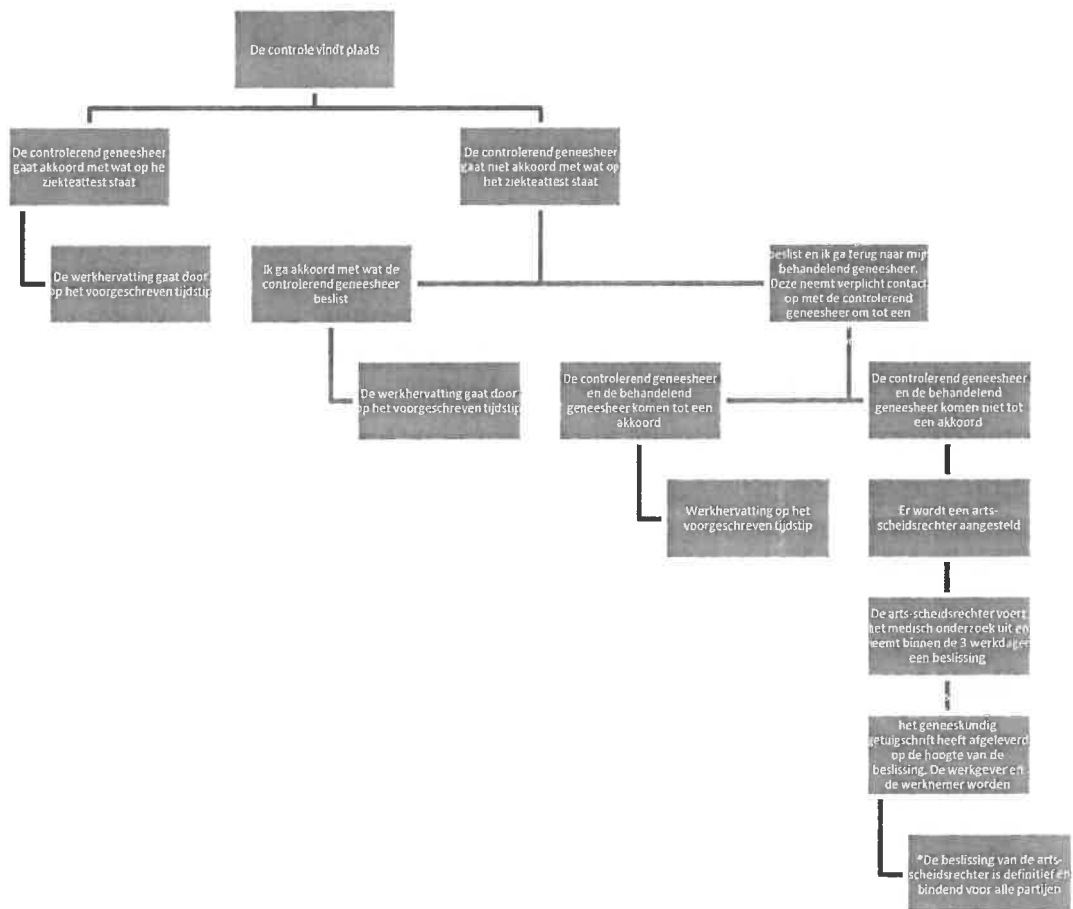 De controle vindt plaats
De controlerend geneesheer
gaat akkoord met wat op he
ziekteattest staat
De controlerend geneesheer
gaat niet akkoord met wat op
het ziekteattest staat
De werkhervatting gaat door
op het voorgeschreven tijdstip
Ik ga akkoord met wat de
controlerend geneesheer
beslist
beslist en ik ga terug naar mijn
behandelend geneesheer.
Deze neemt verplicht contact
op met de controlerend
geneesheer om tot een
De werkhervatting gaat door
op het voorgeschreven tijdstip
De controlerend geneesheer
en de behandelend
geneesheer komen tot een
akkoord
De controlerend geneesheer
en de behandelend
geneesheer komen niet tot
een akkoord
Werkhervatting op het
voorgeschreven tijdstip
Er wordt een arts-
scheidsrechter aangesteld
De arts-scheidsrechter voert
het medisch onderzoek uit en
neemt binnen de 3 werkdagen
een beslissing
het geneeskundig
getuigschrift heeft afgeleverd
op de hoogte van de
beslissing. De werkgever en
de werknemer worden
*De beslissing van de arts-
scheidsrechter is definitief en
bindend voor alle partijen